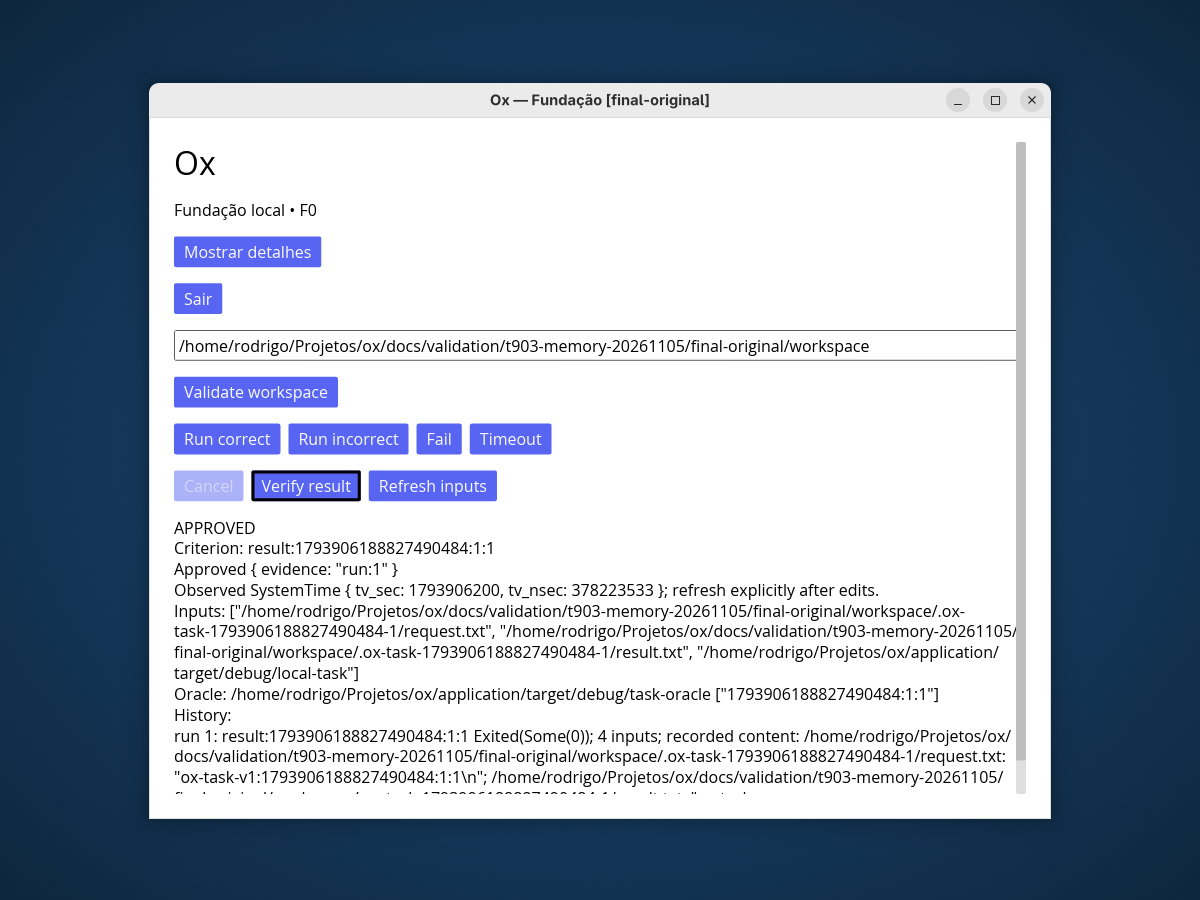 Ox — Fundação [final-original]
Ox
Fundação local • F0
Mostrar detalhes
Sair
/home/rodrigo/Projetos/ox/docs/validation/t903-memory-20261105/final-original/workspace
Validate workspace
Run correct Run incorrect Fail Timeout
Cancel Verify result Refresh inputs
APPROVED
Criterion: result:1793906188827490484:1:1
Approved { evidence: "run:1" }
Observed SystemTime { tv_sec: 1793906200, tv_nsec: 378223533 }; refresh explicitly after edits.
Inputs: ["/home/rodrigo/Projetos/ox/docs/validation/t903-memory-20261105/final-original/workspace/.ox-
task-1793906188827490484-1/request.txt", "/home/rodrigo/Projetos/ox/docs/validation/t903-memory-20261105/
final-original/workspace/.ox-task-1793906188827490484-1/result.txt", "/home/rodrigo/Projetos/ox/application/
target/debug/local-task"]
Oracle: /home/rodrigo/Projetos/ox/application/target/debug/task-oracle ["1793906188827490484:1:1"]
History:
run 1: result:1793906188827490484:1:1 Exited(Some(0)); 4 inputs; recorded content: /home/rodrigo/Projetos/ox/
docs/validation/t903-memory-20261105/final-original/workspace/.ox-task-1793906188827490484-1/request.txt:
"ox-task-v1:1793906188827490484:1:1\n"; /home/rodrigo/Projetos/ox/docs/validation/t903-memory-20261105/